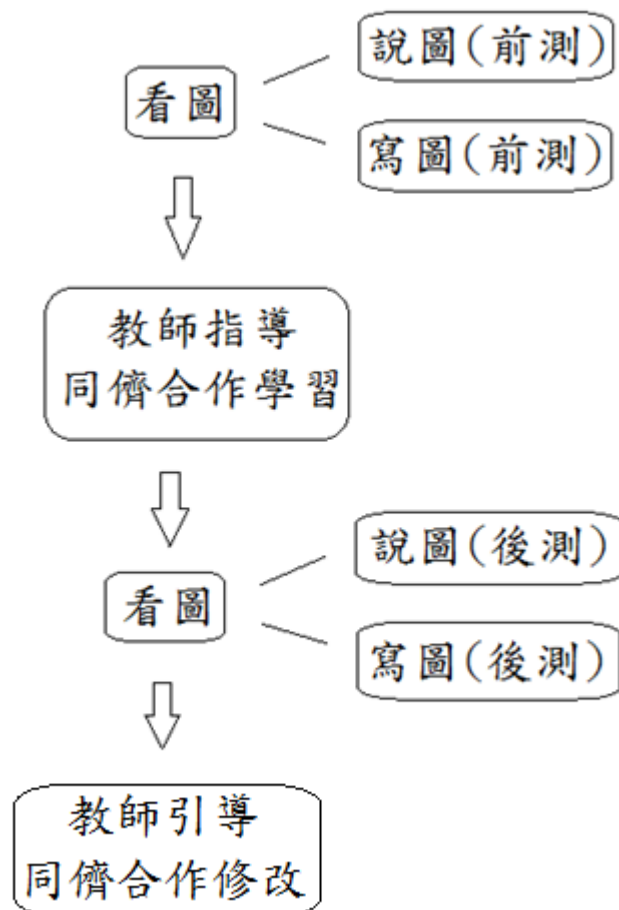 說圖(前測)
看圖
寫圖(前測)
教師指導
同儕合作學習
說圖(後測)
看圖
寫圖(後測)
教師引導
同儕合作修改